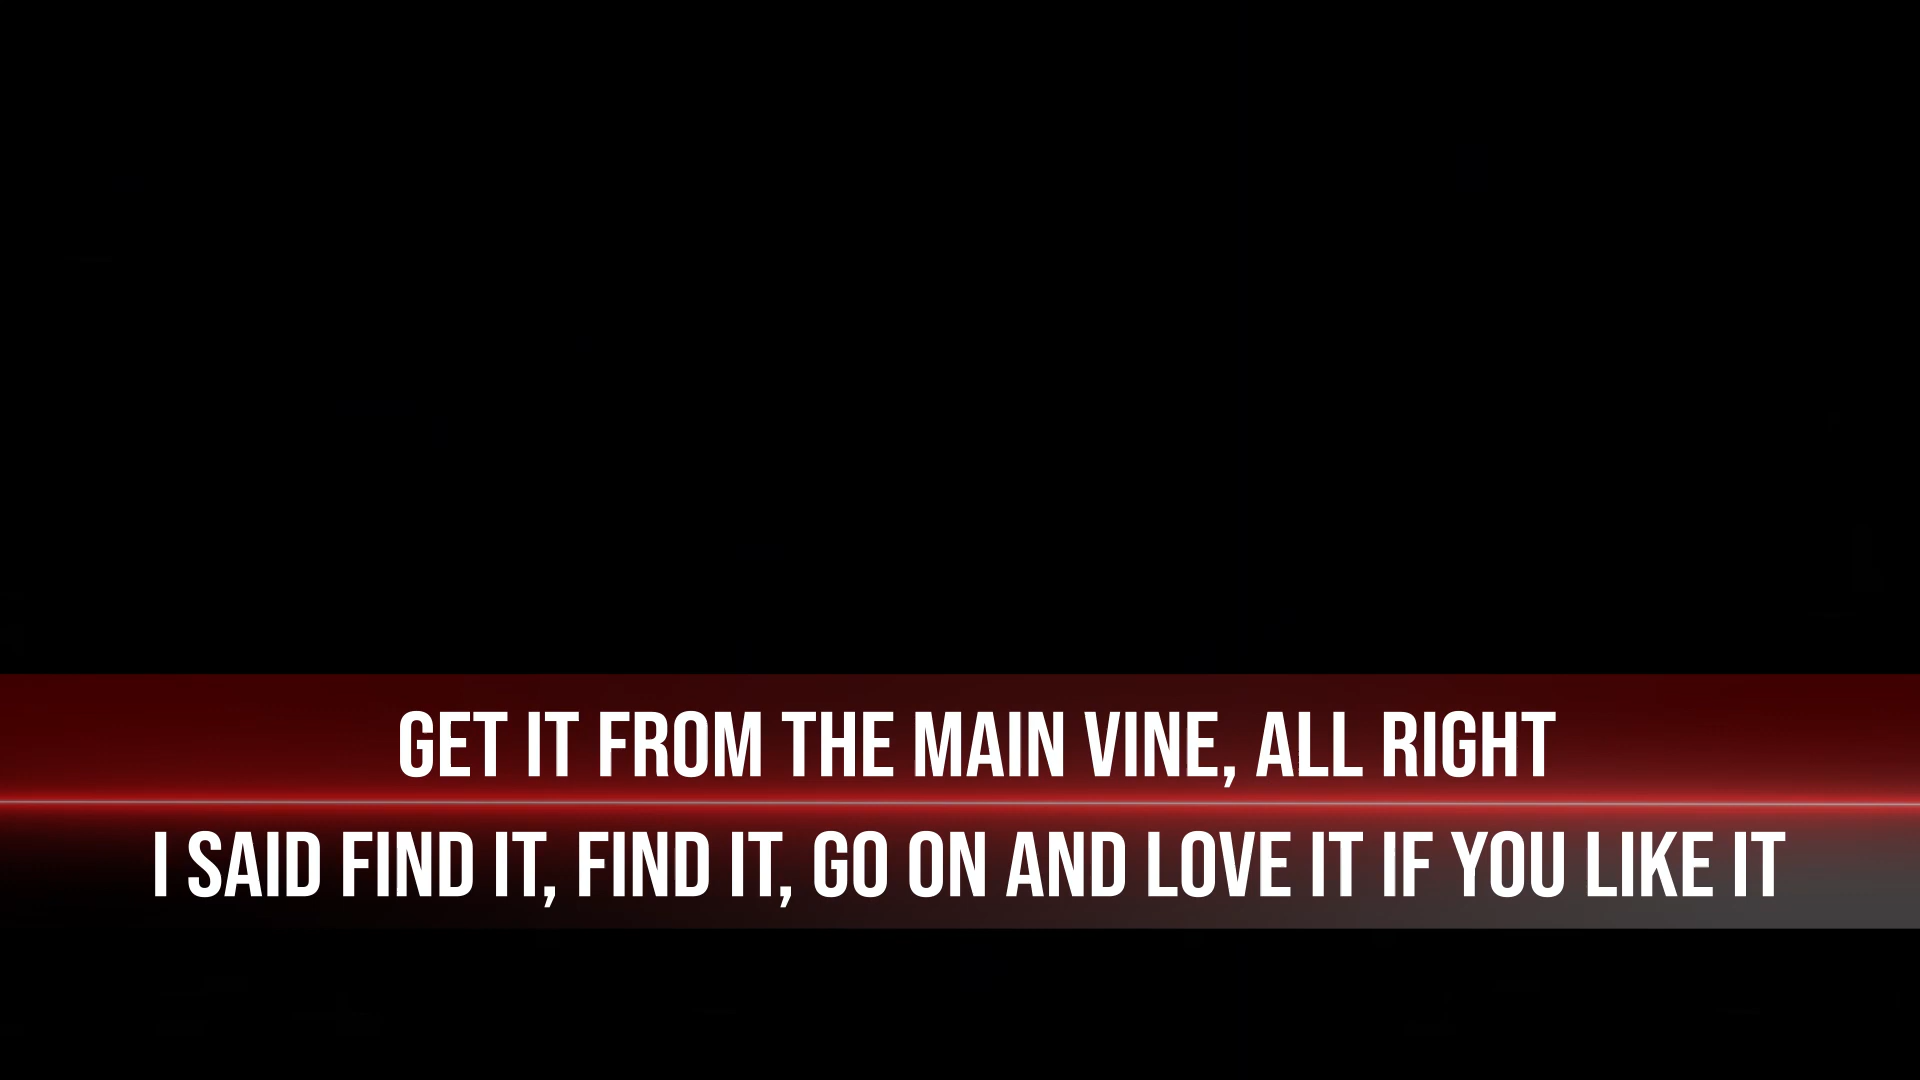 GET IT FROM THE MAIN VINE, ALL RIGHT
I SAID FIND IT, FIND IT, GO ON AND LOVE IT IF YOU LIKE IT